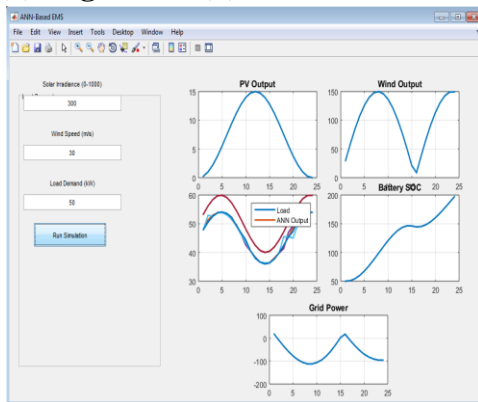 ANN-Based EMS
File Edit View Insert Tools Desktop Window Help
Solar Irradiance (0-1000)
300
Wind Speed (m/s)
30
Load Demand (kW)
50
Run Simulation
PV Output
15
10
5
0
0 5 10 15 20 25
Wind Output
15
10
5
0
0 5 10 15 20 25
60
50
40
30
0 5 10 15 20 25
Load
ANN Output
Battery SOC
200
150
100
50
0 5 10 15 20 25
Grid Power
100
0
-100
-200
0 5 10 15 20 25